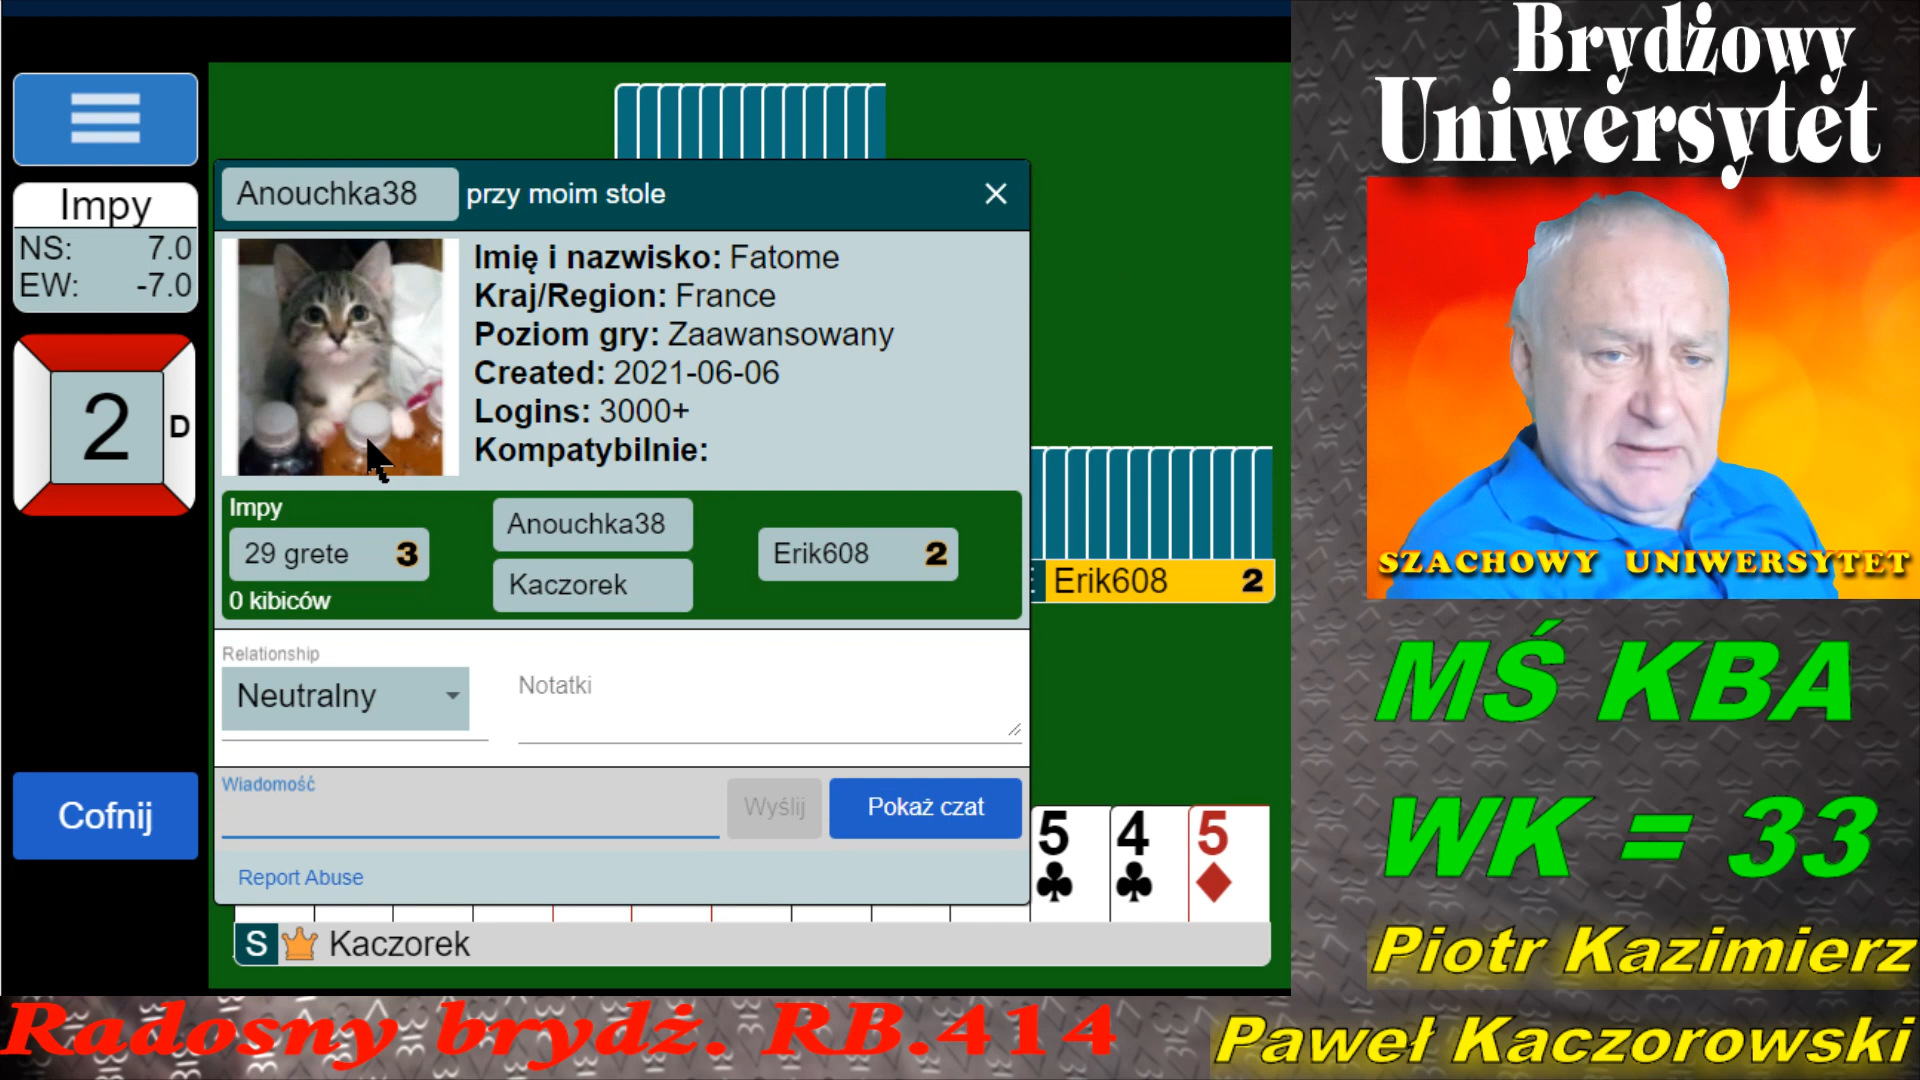 Brydżowy
Uniwersytet
Impy
NS: 7.0
EW: -7.0
2 D
Cofnij
Anouchka38 przy moim stole
Imię i nazwisko: Fatome
Kraj/Region: France
Poziom gry: Zaawansowany
Created: 2021-06-06
Logins: 3000+
Kompatybilnie:
Impy
29 grete 3
Anouchka38
Kaczorek
Erik608 2
0 kibiców
Erik608 2
Relationship
Neutralny
Notatki
Wiadomość
Wyślij
Pokaż czat
Report Abuse
5 4 5
S Kaczorek
SZACHOWY UNIWERSYTET
MŚ KBA
WK = 33
Piotr Kazimierz
Paweł Kaczorowski
Radosny brydż. RB.414